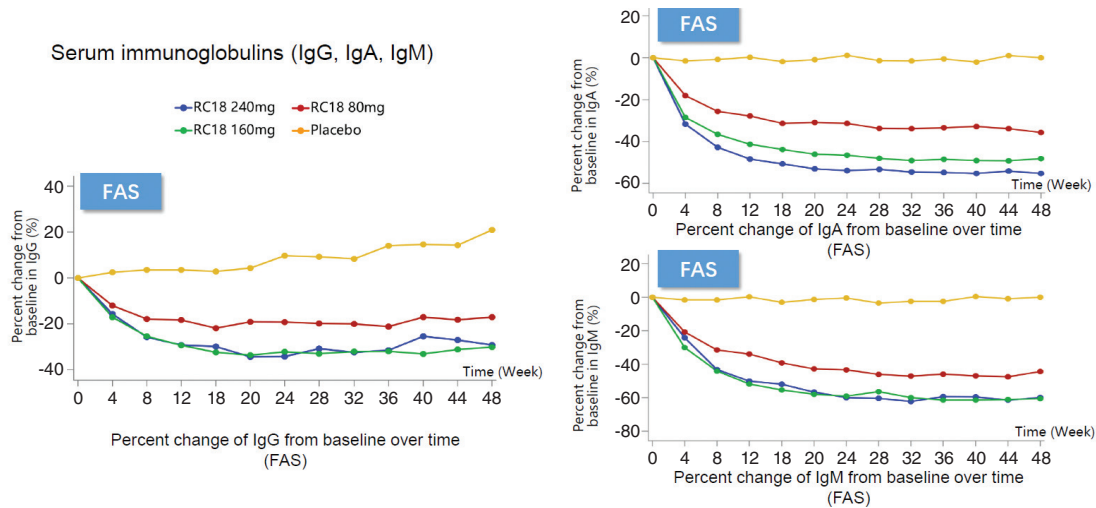 Serum immunoglobulins (IgG, IgA, IgM)
RC18 240mg
RC18 80mg
RC18 160mg
Placebo
FAS
Percent change from
baseline in IgG (%)
40
20
0
-20
-40
Time (Week)
0 4 8 12 16 20 24 28 32 36 40 44 48
Percent change of IgG from baseline over time
(FAS)
FAS
Percent change from
baseline in IgA (%)
20
0
-20
-40
-60
Time (Week)
0 4 8 12 18 20 24 28 32 36 40 44 48
Percent change of IgA from baseline over time
(FAS)
FAS
Percent change from
baseline in IgM (%)
20
0
-20
-40
-60
-80
Time (Week)
0 4 8 12 18 20 24 28 32 36 40 44 48
Percent change of IgM from baseline over time
(FAS)